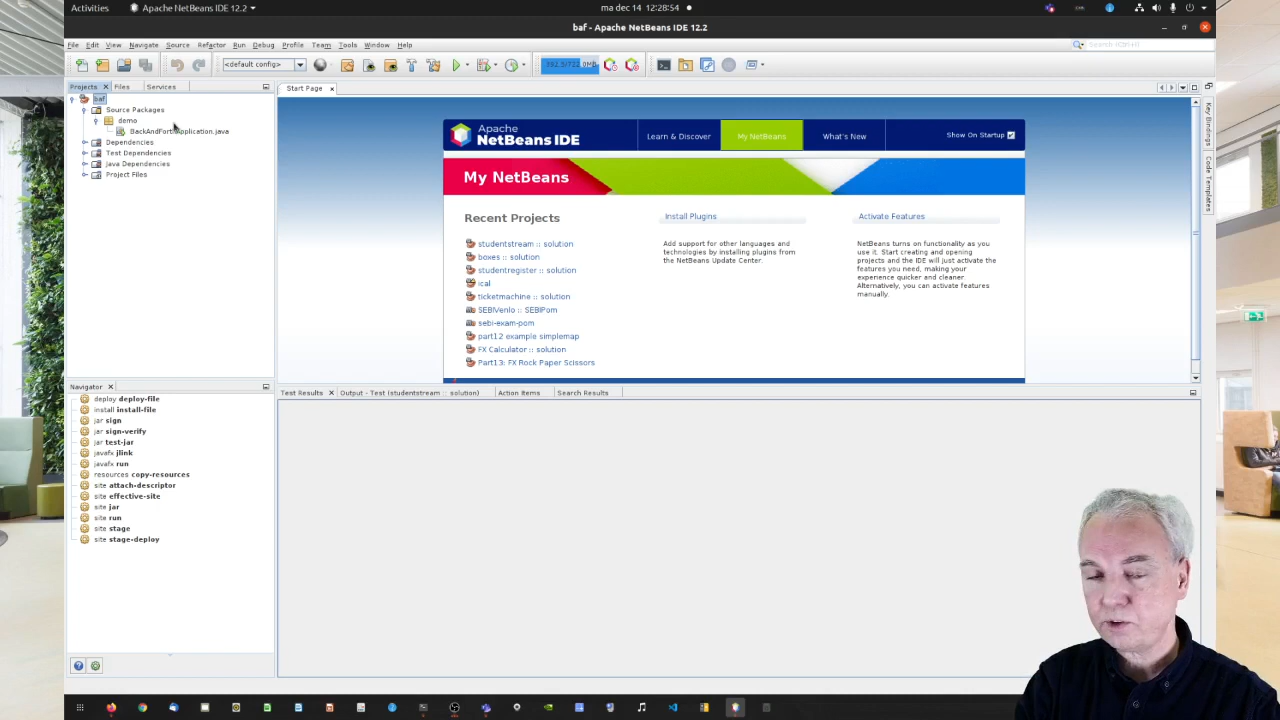 Activities
Apache NetBeans IDE 12.2
ma dec 14 12:28:54
baf - Apache NetBeans IDE 12.2
File Edit View Navigate Source Refactor Run Debug Profile Team Tools Window Help
Search (Ctrl+I)
<default config>
392.5/722.0MB
Projects
Files
Services
Start Page
baf
Source Packages
demo
BackAndForthApplication.java
Dependencies
Test Dependencies
Java Dependencies
Project Files
Apache
NetBeans IDE
Learn & Discover
My NetBeans
What's New
Show On Startup
My NetBeans
Recent Projects
studentstream :: solution
boxes :: solution
studentregister :: solution
ical
ticketmachine :: solution
SEBIVenlo :: SEBIPom
sebi-exam-pom
part12 example simplemap
FX Calculator :: solution
Part13: FX Rock Paper Scissors
Install Plugins
Add support for other languages and
technologies by installing plugins from
the NetBeans Update Center.
Activate Features
NetBeans turns on functionality as you
use it. Start creating and opening
projects and the IDE will just activate the
features you need, making your
experience quicker and cleaner.
Alternatively, you can activate features
manually.
Key Bindings
Code Templates
Navigator
deploy deploy-file
install install-file
jar sign
jar sign-verify
jar test-jar
javafx jlink
javafx run
resources copy-resources
site attach-descriptor
site effective-site
site jar
site run
site stage
site stage-deploy
Test Results
Output - Test (studentstream :: solution)
Action Items
Search Results